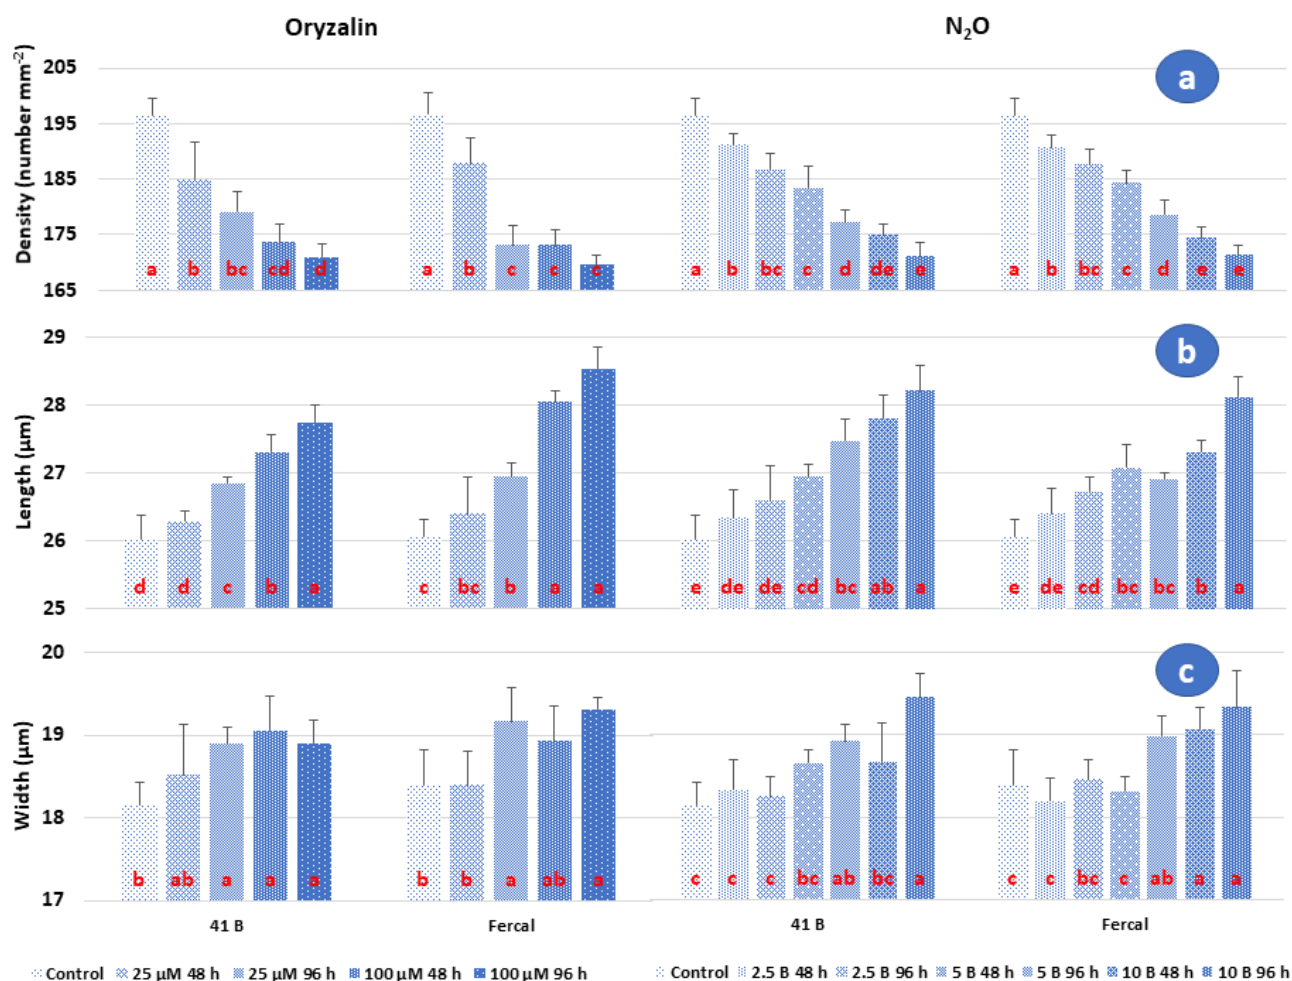 Oryzalin N₂O
a
Density (number mm⁻²)
205
195
185
175
165
a b bc cd d a b c c c a b bc c d de e a b bc c d e e
b
Length (µm)
29
28
27
26
25
d d c b a c bc b a a e de de cd bc ab a e de cd bc bc b a
c
Width (µm)
20
19
18
17
b ab a a a b b a ab a c c c bc ab bc a c c bc c ab a a
41 B Fercal 41 B Fercal
Control 25 µM 48 h 25 µM 96 h 100 µM 48 h 100 µM 96 h Control 2.5 B 48 h 2.5 B 96 h 5 B 48 h 5 B 96 h 10 B 48 h 10 B 96 h